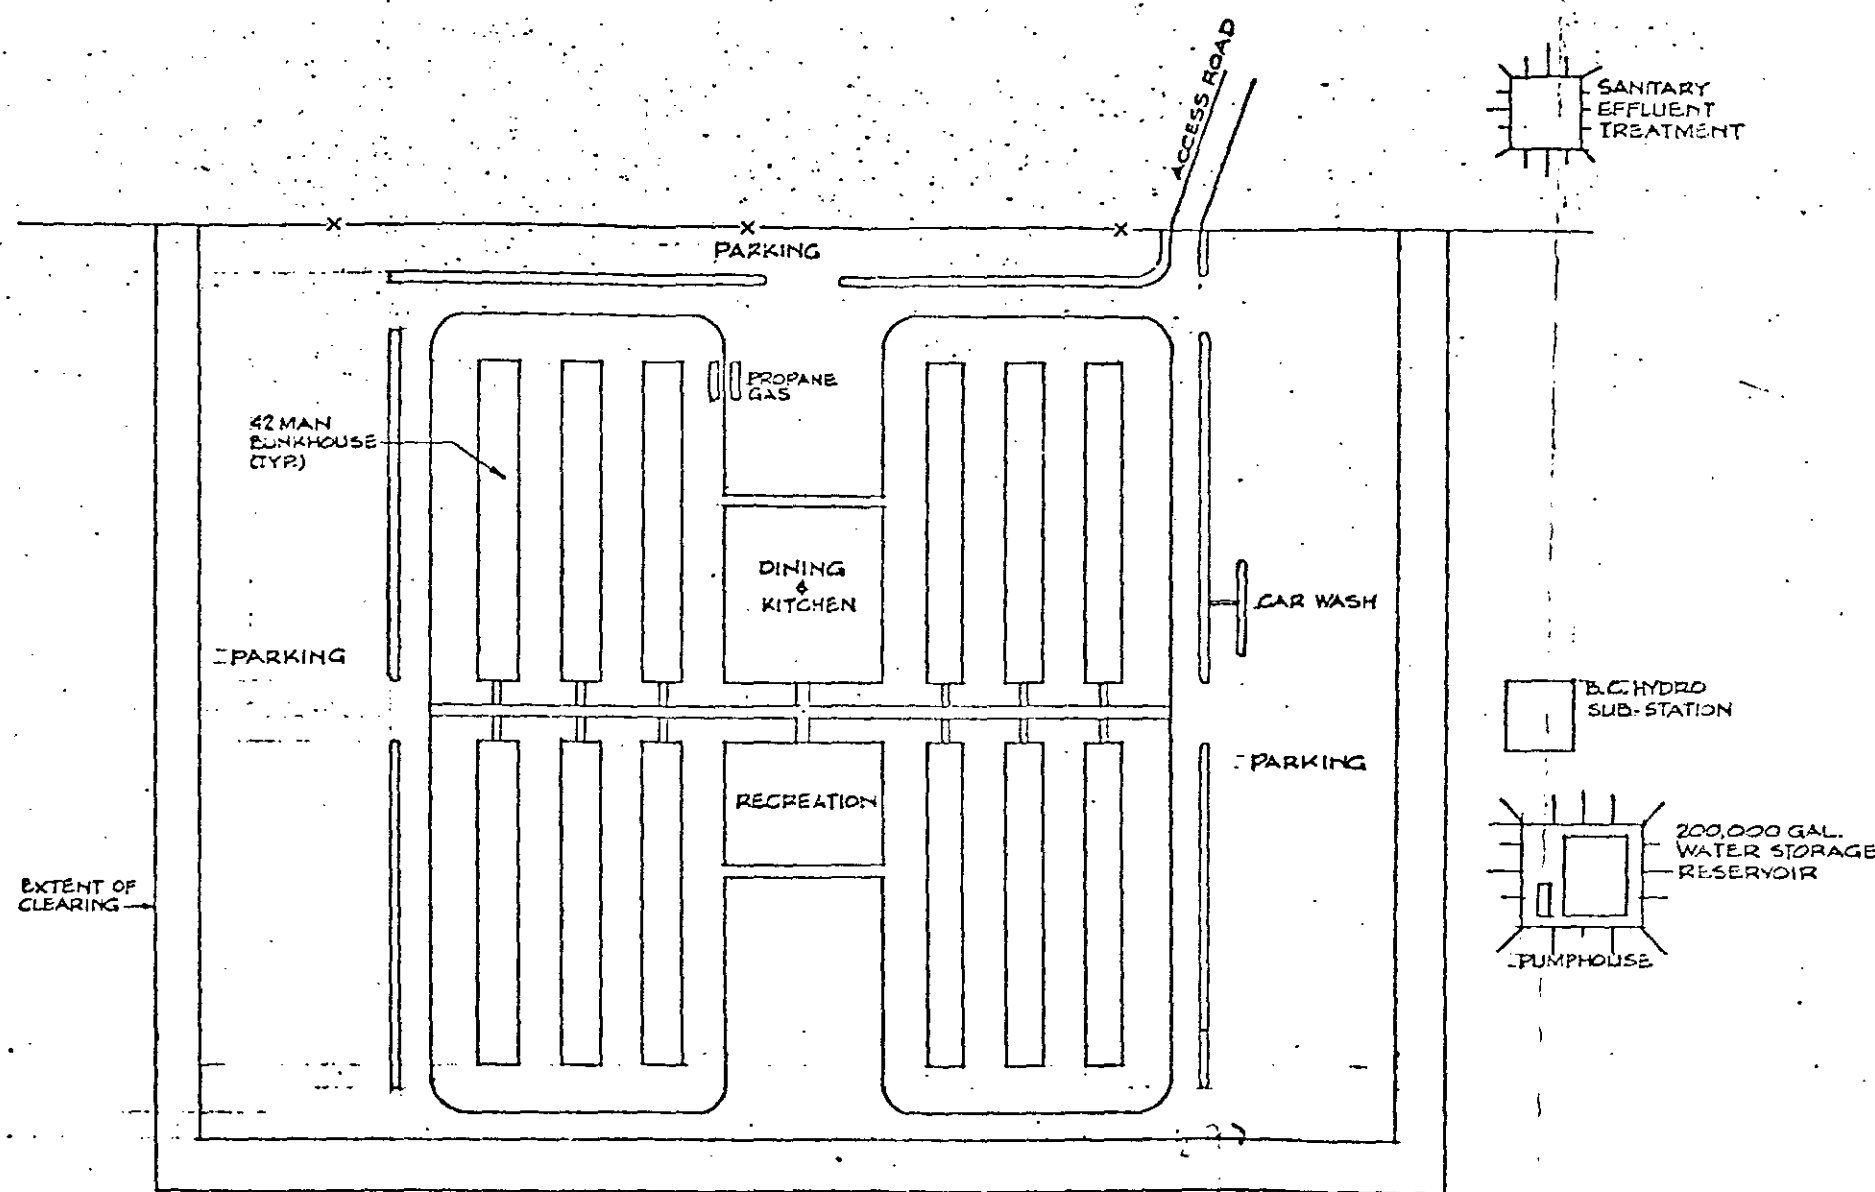 ACCESS ROAD
SANITARY
EFFLUENT
TREATMENT
PARKING
PROPANE
GAS
42 MAN
BUNKHOUSE
(TYP.)
DINING
&
KITCHEN
CAR WASH
PARKING
B.C. HYDRO
SUB-STATION
PARKING
RECREATION
200,000 GAL.
WATER STORAGE
RESERVOIR
EXTENT OF
CLEARING
PUMPHOUSE